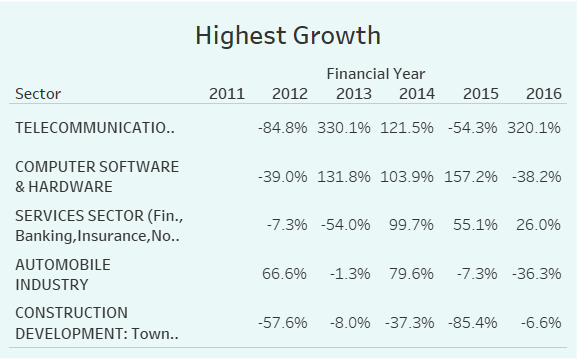 Highest Growth
Financial Year
Sector 2011 2012 2013 2014 2015 2016
TELECOMMUNICATIO.. -84.8% 330.1% 121.5% -54.3% 320.1%
COMPUTER SOFTWARE
& HARDWARE -39.0% 131.8% 103.9% 157.2% -38.2%
SERVICES SECTOR (Fin.,
Banking,Insurance,No.. -7.3% -54.0% 99.7% 55.1% 26.0%
AUTOMOBILE
INDUSTRY 66.6% -1.3% 79.6% -7.3% -36.3%
CONSTRUCTION
DEVELOPMENT: Town.. -57.6% -8.0% -37.3% -85.4% -6.6%